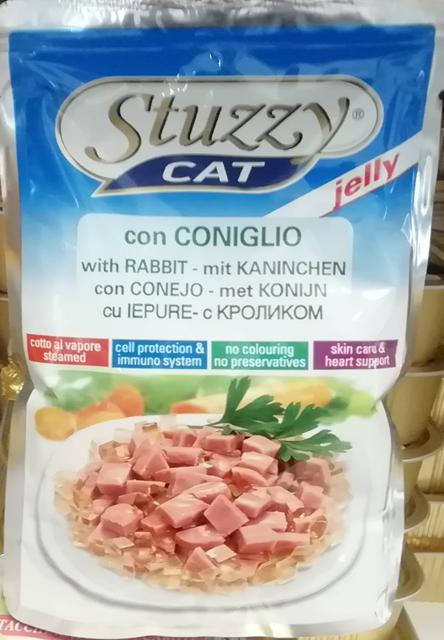 Stuzzy®
CAT
jelly
con CONIGLIO
with RABBIT - mit KANINCHEN
con CONEJO - met KONIJN
cu IEPURE- с КРОЛИКОМ
cotto al vapore
steamed
cell protection &
immuno system
no colouring
no preservatives
skin care &
heart support